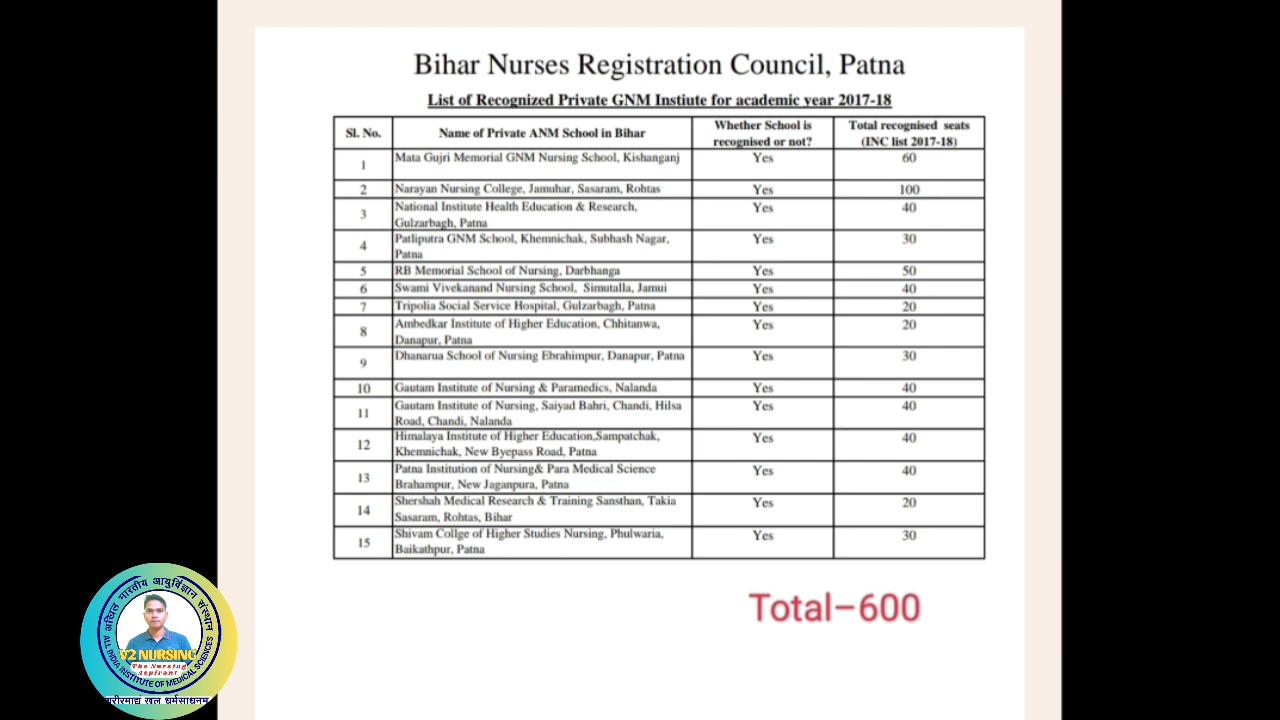 Bihar Nurses Registration Council, Patna
List of Recognized Private GNM Instiute for academic year 2017-18
Sl. No. Name of Private ANM School in Bihar Whether School is recognised or not? Total recognised seats (INC list 2017-18)
1 Mata Gujri Memorial GNM Nursing School, Kishanganj Yes 60
2 Narayan Nursing College, Jamuhar, Sasaram, Rohtas Yes 100
3 National Institute Health Education & Research, Gulzarbagh, Patna Yes 40
4 Patliputra GNM School, Khemnichak, Subhash Nagar, Patna Yes 30
5 RB Memorial School of Nursing, Darbhanga Yes 50
6 Swami Vivekanand Nursing School, Simutalla, Jamui Yes 40
7 Tripolia Social Service Hospital, Gulzarbagh, Patna Yes 20
8 Ambedkar Institute of Higher Education, Chhitanwa, Danapur, Patna Yes 20
9 Dhanarua School of Nursing Ebrahimpur, Danapur, Patna Yes 30
10 Gautam Institute of Nursing & Paramedics, Nalanda Yes 40
11 Gautam Institute of Nursing, Saiyad Bahri, Chandi, Hilsa Road, Chandi, Nalanda Yes 40
12 Himalaya Institute of Higher Education,Sampatchak, Khemnichak, New Byepass Road, Patna Yes 40
13 Patna Institution of Nursing& Para Medical Science Brahampur, New Jaganpura, Patna Yes 40
14 Shershah Medical Research & Training Sansthan, Takia Sasaram, Rohtas, Bihar Yes 20
15 Shivam Collge of Higher Studies Nursing, Phulwaria, Baikathpur, Patna Yes 30
Total-600
अखिल भारतीय आयुर्विज्ञान संस्थान
V2 NURSING
The Nursing
Aspirant
ALL INDIA INSTITUTE OF MEDICAL SCIENCES